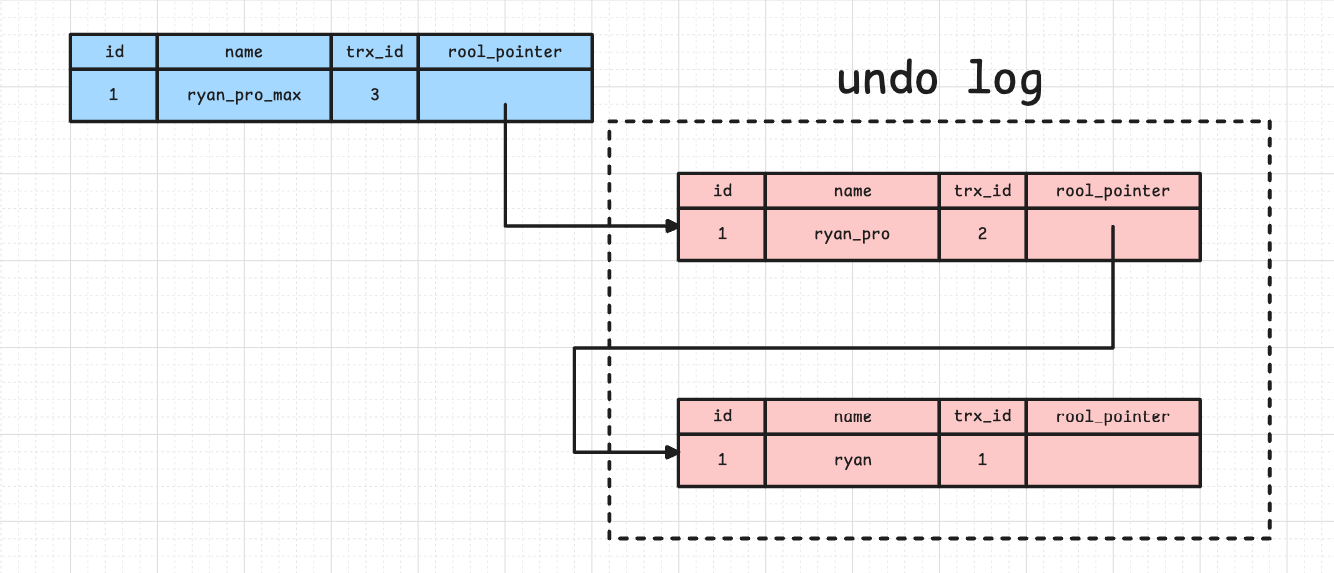 id name trx_id rool_pointer
1 ryan_pro_max 3
undo log
id name trx_id rool_pointer
1 ryan_pro 2
id name trx_id rool_pointer
1 ryan 1